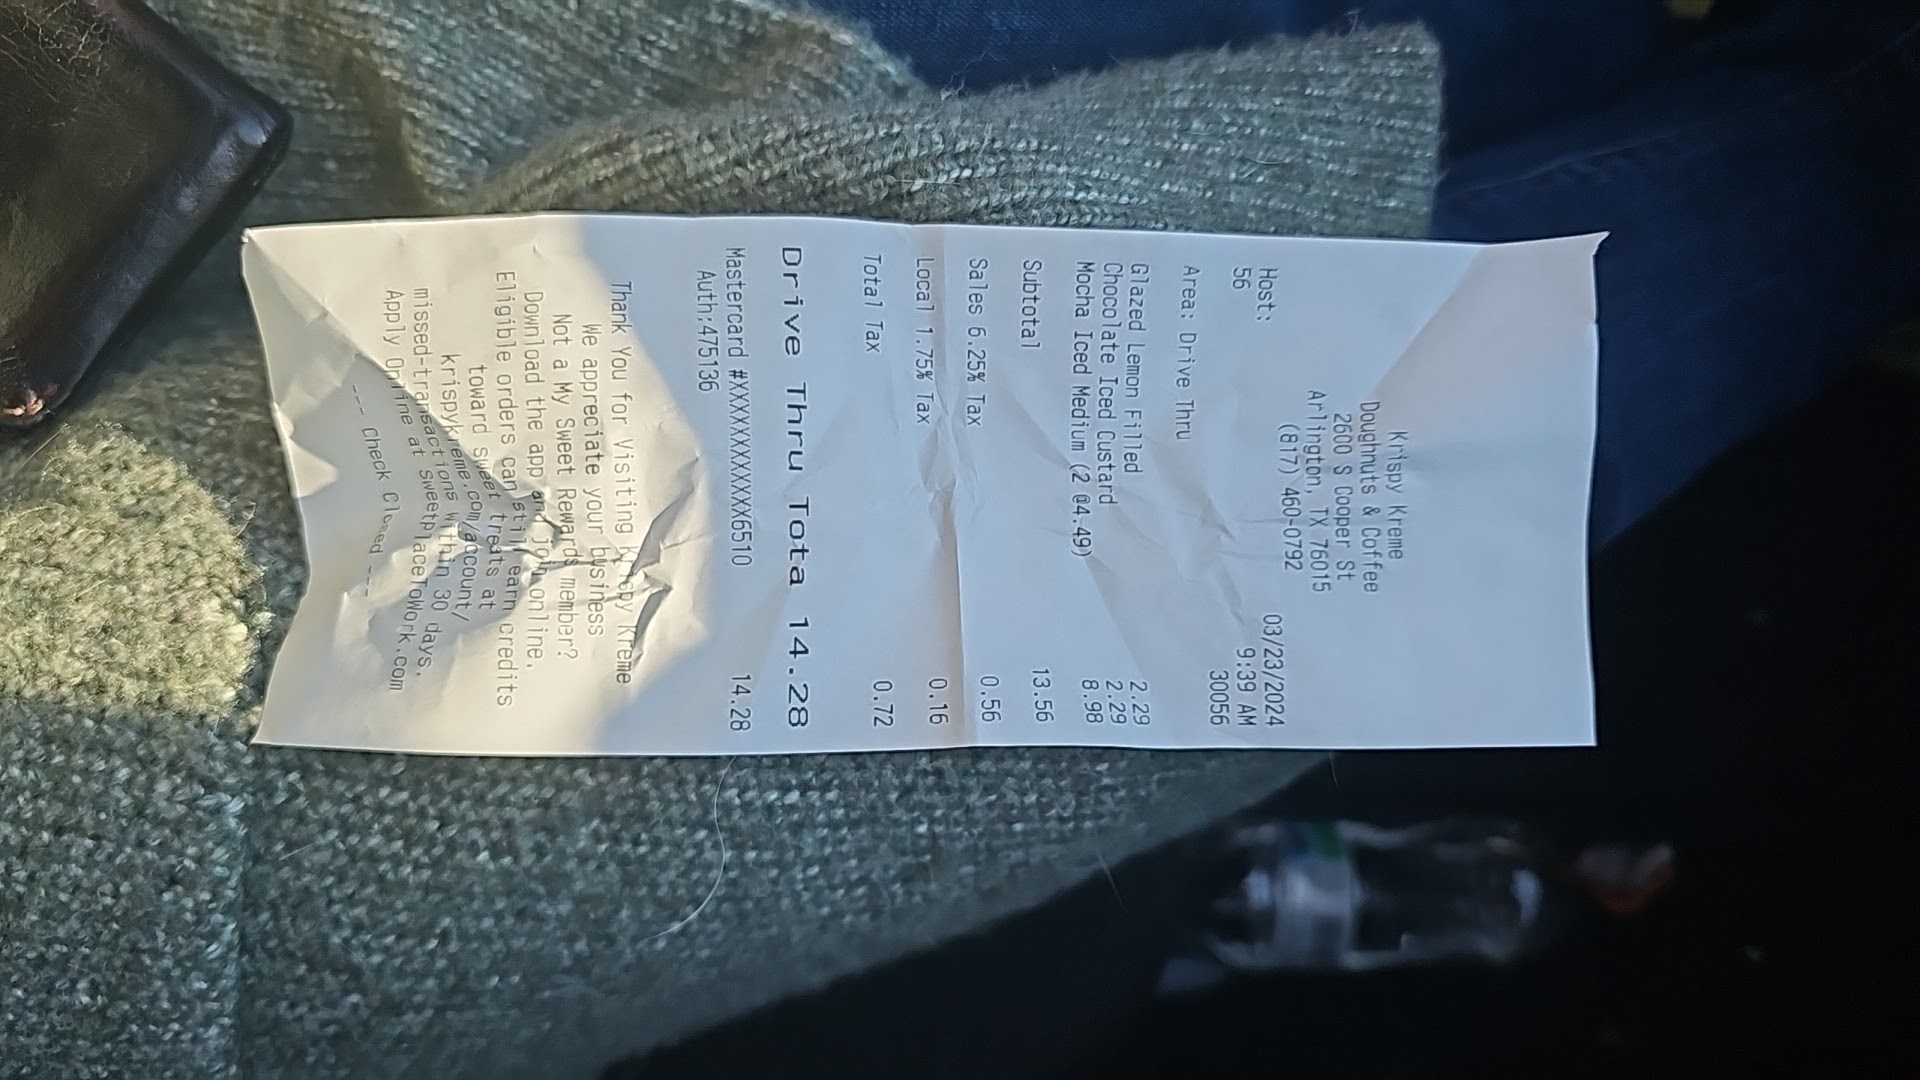 Krispy Kreme
Doughnuts & Coffee
2600 S Cooper St
Arlington, TX 76015
(817) 460-0792
Host: 03/23/2024
56 9:39 AM
30056
Area: Drive Thru
Glazed Lemon Filled 2.29
Chocolate Iced Custard 2.29
Mocha Iced Medium (2 @4.49) 8.98
Subtotal 13.56
Sales 6.25% Tax 0.56
Local 1.75% Tax 0.16
Total Tax 0.72
Drive Thru Tota 14.28
Mastercard #XXXXXXXXXXXX6510 14.28
Auth:475136
Thank You for Visiting Krispy Kreme
We appreciate your business
Not a My Sweet Rewards member?
Download the app and join online.
Eligible orders can still earn credits
toward sweet treats at
krispykreme.com/account/
missed-transactions within 30 days.
Apply Online at SweetplaceToWork.com
--- Check Closed ---